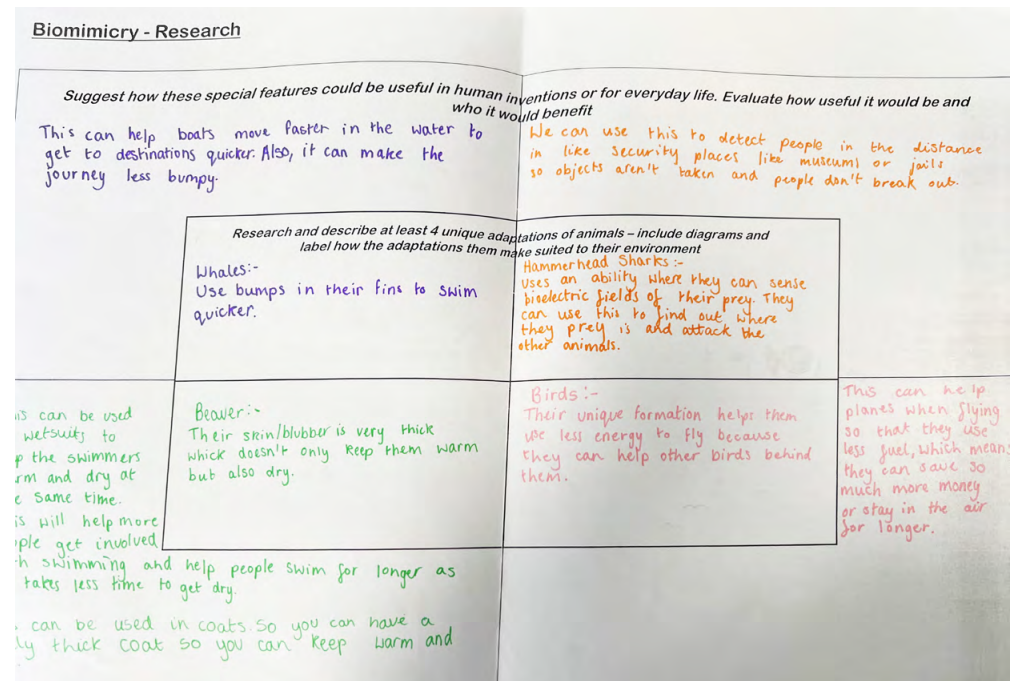 Biomimicry - Research
Suggest how these special features could be useful in human inventions or for everyday life. Evaluate how useful it would be and
who it would benefit
This can help boats move faster in the water to
get to destinations quicker. Also, it can make the
journey less bumpy.
We can use this to detect people in the distance
in like security places like museums or jails
so objects aren't taken and people don't break out.
Research and describe at least 4 unique adaptations of animals – include diagrams and
label how the adaptations them make suited to their environment
Whales:-
Use bumps in their fins to swim
quicker.
Hammerhead Sharks :-
Uses an ability where they can sense
bioelectric fields of their prey. They
can use this to find out where
they prey is and attack the
other animals.
is can be used
wetsuits to
p the swimmers
rm and dry at
e same time.
is will help more
ple get involved
h swimming and help people swim for longer as
takes less time to get dry.
can be used in coats. So you can have a
ly thick coat so you can keep warm and
Beaver:-
Their skin/blubber is very thick
which doesn't only keep them warm
but also dry.
Birds :-
Their unique formation helps them
use less energy to fly because
they can help other birds behind
them.
This can help
planes when flying
so that they use
less fuel, which means
they can save so
much more money
or stay in the air
for longer.